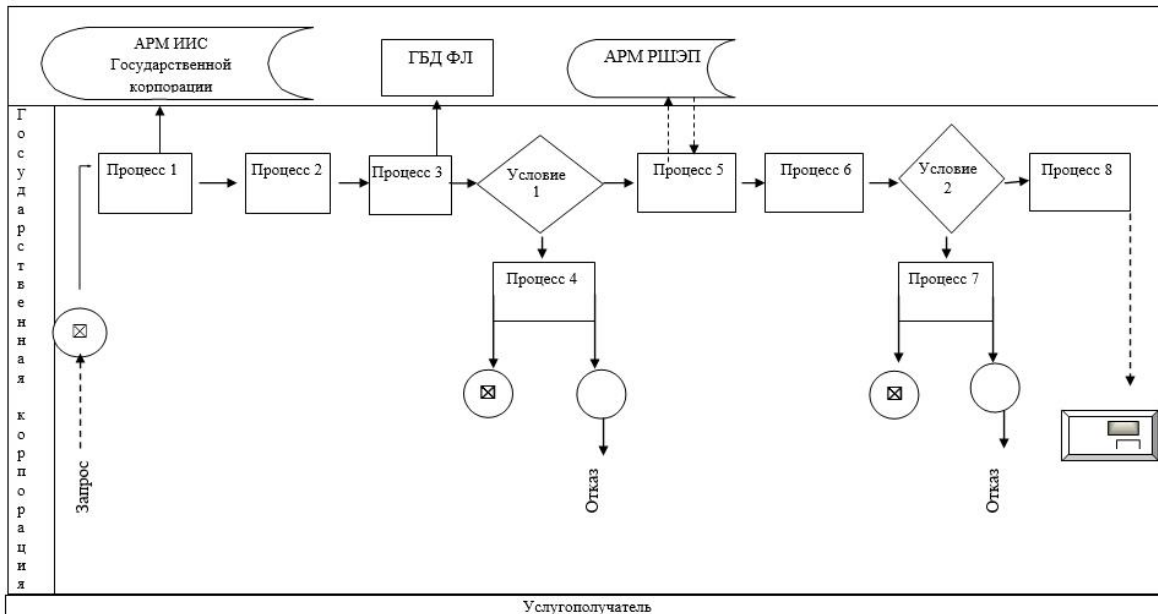 АРМ ИИС
Государственной
корпорации
ГБД ФЛ
АРМ РШЭП
Государственная корпорация
Процесс 1
Процесс 2
Процесс 3
Условие
1
Процесс 5
Процесс 6
Условие
2
Процесс 8
Процесс 4
Процесс 7
Запрос
Отказ
Отказ
Услугополучатель